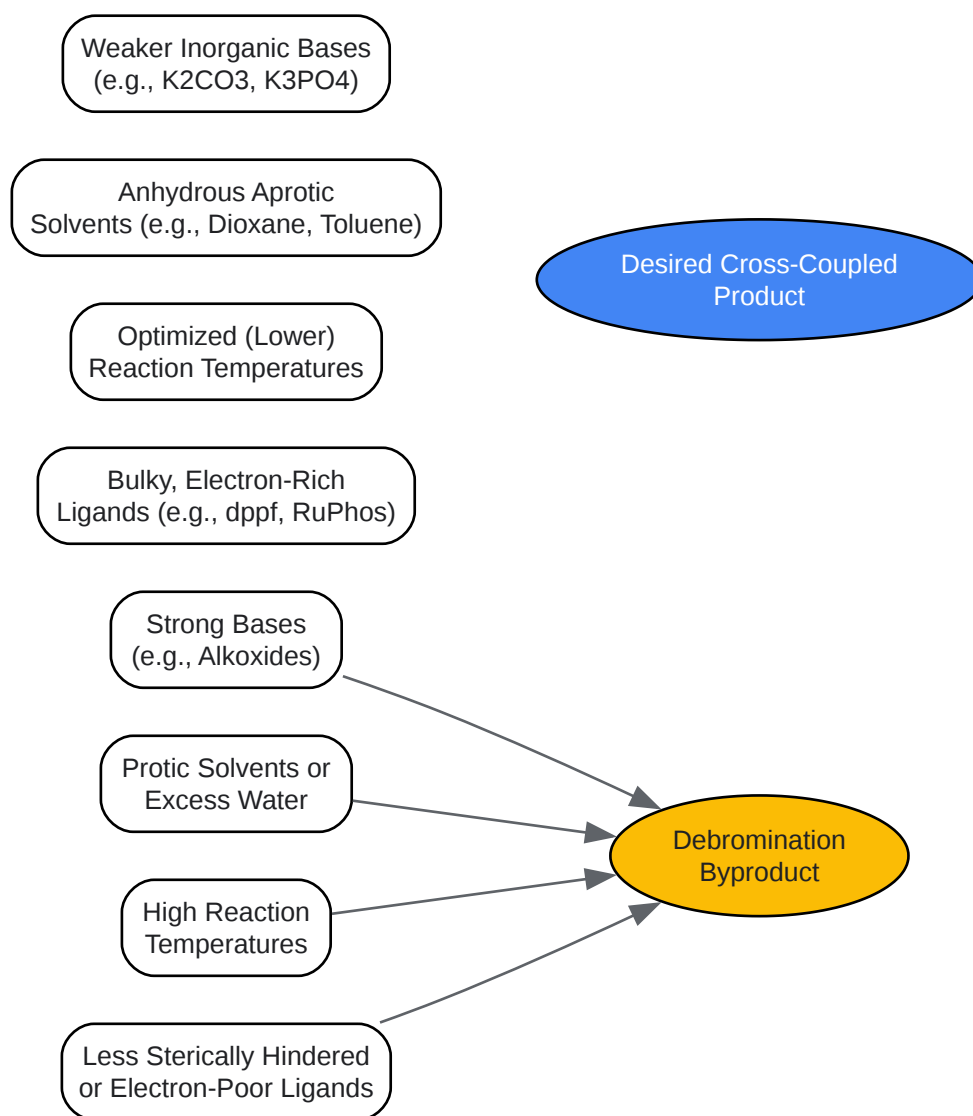 Weaker Inorganic Bases
(e.g., K2CO3, K3PO4)
Anhydrous Aprotic
Solvents (e.g., Dioxane, Toluene)
Desired Cross-Coupled
Product
Optimized (Lower)
Reaction Temperatures
Bulky, Electron-Rich
Ligands (e.g., dppf, RuPhos)
Strong Bases
(e.g., Alkoxides)
Protic Solvents or
Excess Water
Debromination
Byproduct
High Reaction
Temperatures
Less Sterically Hindered
or Electron-Poor Ligands